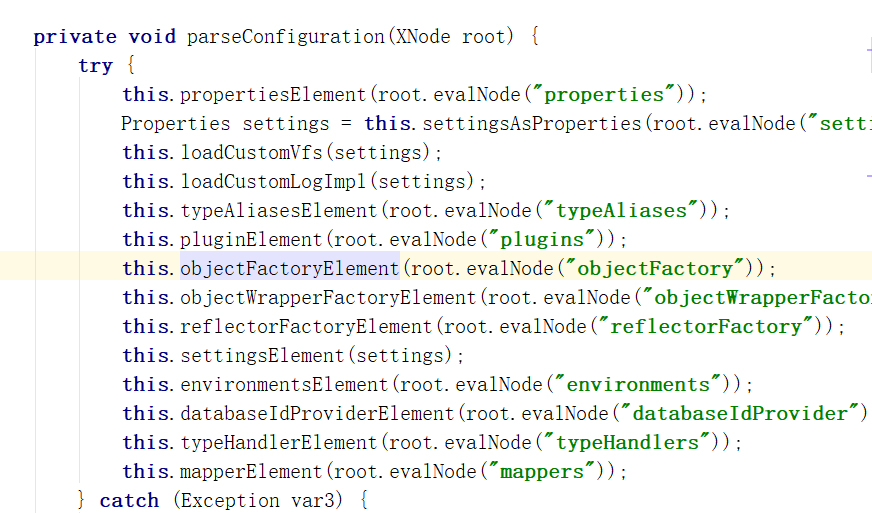 private void parseConfiguration(XNode root) {
try {
this.propertiesElement(root.evalNode("properties"));
Properties settings = this.settingsAsProperties(root.evalNode("setti
this.loadCustomVfs(settings);
this.loadCustomLogImpl(settings);
this.typeAliasesElement(root.evalNode("typeAliases"));
this.pluginElement(root.evalNode("plugins"));
this.objectFactoryElement(root.evalNode("objectFactory"));
this.objectWrapperFactoryElement(root.evalNode("objectWrapperFacto
this.reflectorFactoryElement(root.evalNode("reflectorFactory"));
this.settingsElement(settings);
this.environmentsElement(root.evalNode("environments"));
this.databaseIdProviderElement(root.evalNode("databaseIdProvider")
this.typeHandlerElement(root.evalNode("typeHandlers"));
this.mapperElement(root.evalNode("mappers"));
} catch (Exception var3) {